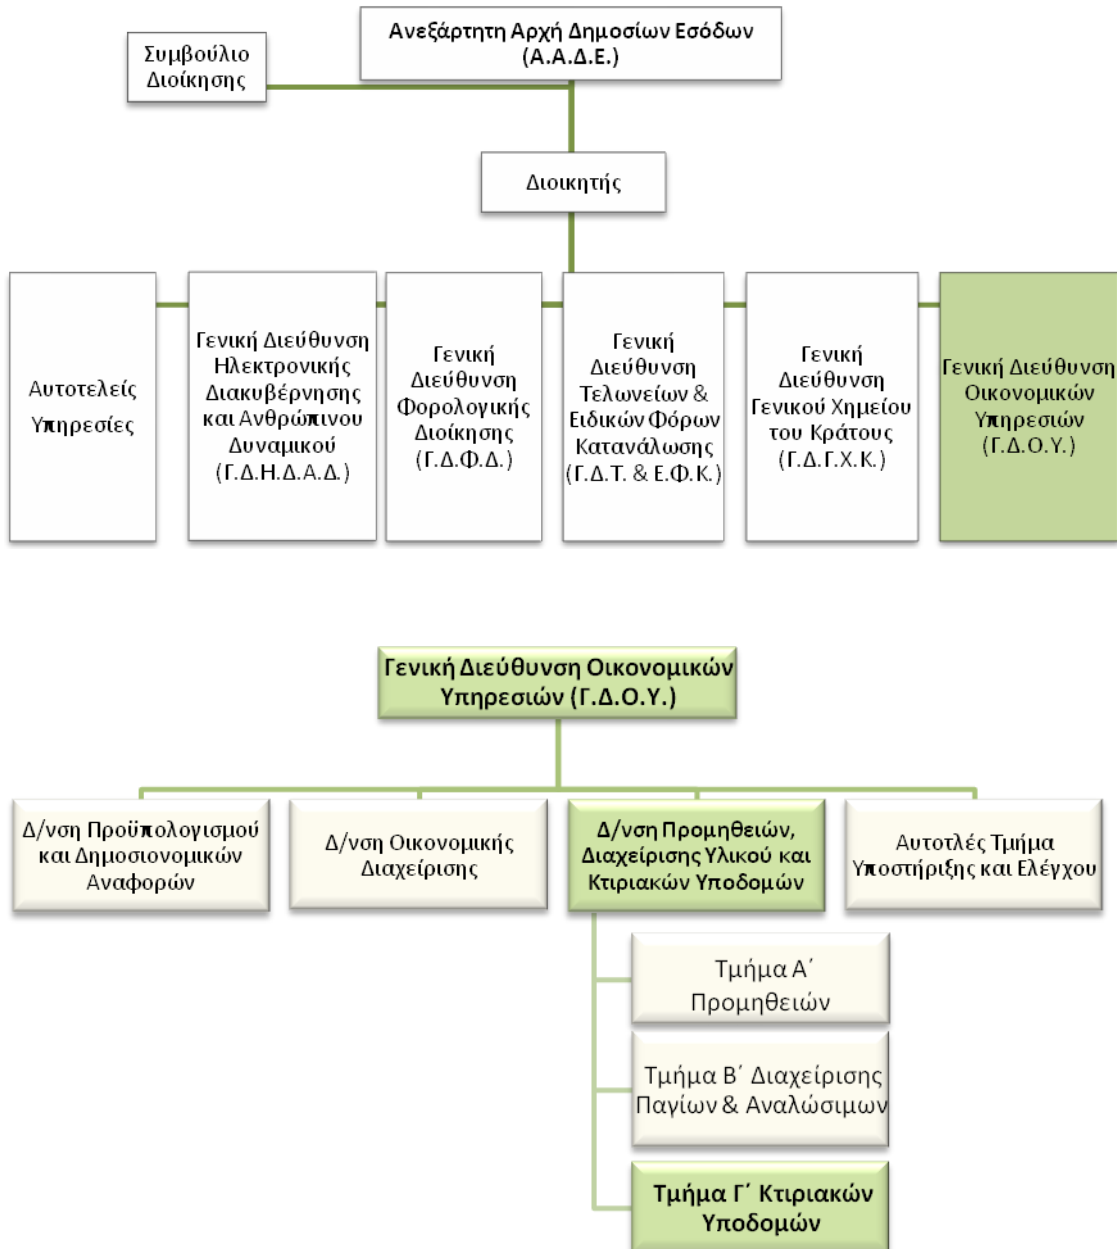 Ανεξάρτητη Αρχή Δημοσίων Εσόδων
(Α.Α.Δ.Ε.)
Συμβούλιο
Διοίκησης
Διοικητής
Αυτοτελείς
Υπηρεσίες
Γενική Διεύθυνση
Ηλεκτρονικής
Διακυβέρνησης
και Ανθρώπινου
Δυναμικού
(Γ.Δ.Η.Δ.Α.Δ.)
Γενική
Διεύθυνση
Φορολογικής
Διοίκησης
(Γ.Δ.Φ.Δ.)
Γενική
Διεύθυνση
Τελωνείων &
Ειδικών Φόρων
Κατανάλωσης
(Γ.Δ.Τ. & Ε.Φ.Κ.)
Γενική
Διεύθυνση
Γενικού Χημείου
του Κράτους
(Γ.Δ.Γ.Χ.Κ.)
Γενική Διεύθυνση
Οικονομικών
Υπηρεσιών
(Γ.Δ.Ο.Υ.)
Γενική Διεύθυνση Οικονομικών
Υπηρεσιών (Γ.Δ.Ο.Υ.)
Δ/νση Προϋπολογισμού
και Δημοσιονομικών
Αναφορών
Δ/νση Οικονομικής
Διαχείρισης
Δ/νση Προμηθειών,
Διαχείρισης Υλικού και
Κτιριακών Υποδομών
Αυτοτλές Τμήμα
Υποστήριξης και Ελέγχου
Τμήμα Α΄
Προμηθειών
Τμήμα Β΄ Διαχείρισης
Παγίων & Αναλώσιμων
Τμήμα Γ΄ Κτιριακών
Υποδομών